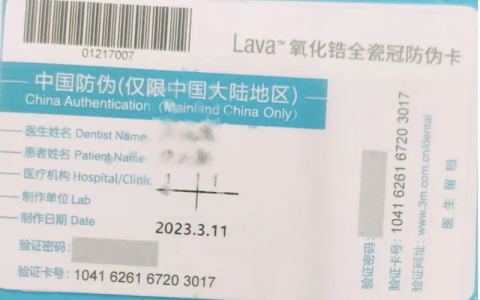 01217007
Lava™ 氧化锆全瓷冠防伪卡
中国防伪(仅限中国大陆地区)
China Authentication (Mainland China Only)
医生姓名 Dentist Name
患者姓名 Patient Name
医疗机构 Hospital/Clinic 1 1
制作单位 Lab
制作日期 Date 2023.3.11
验证密码:
验证卡号: 1041 6261 6720 3017
验证密码:
验证卡号: 1041 6261 6720 3017
验证网址: www.3m.com.cn/dental
医生留档